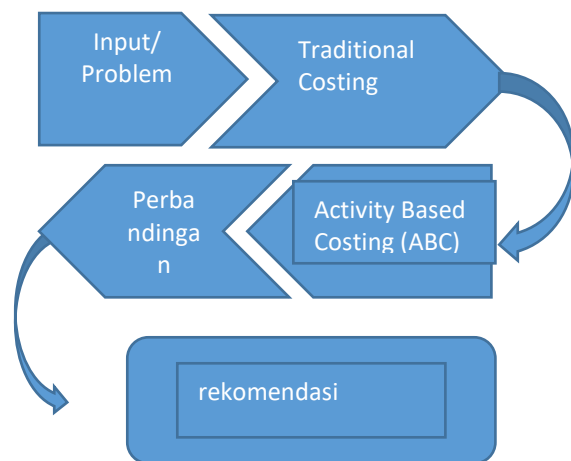 Input/
Problem
Traditional
Costing
Activity Based
Costing (ABC)
Perba
ndinga
n
rekomendasi